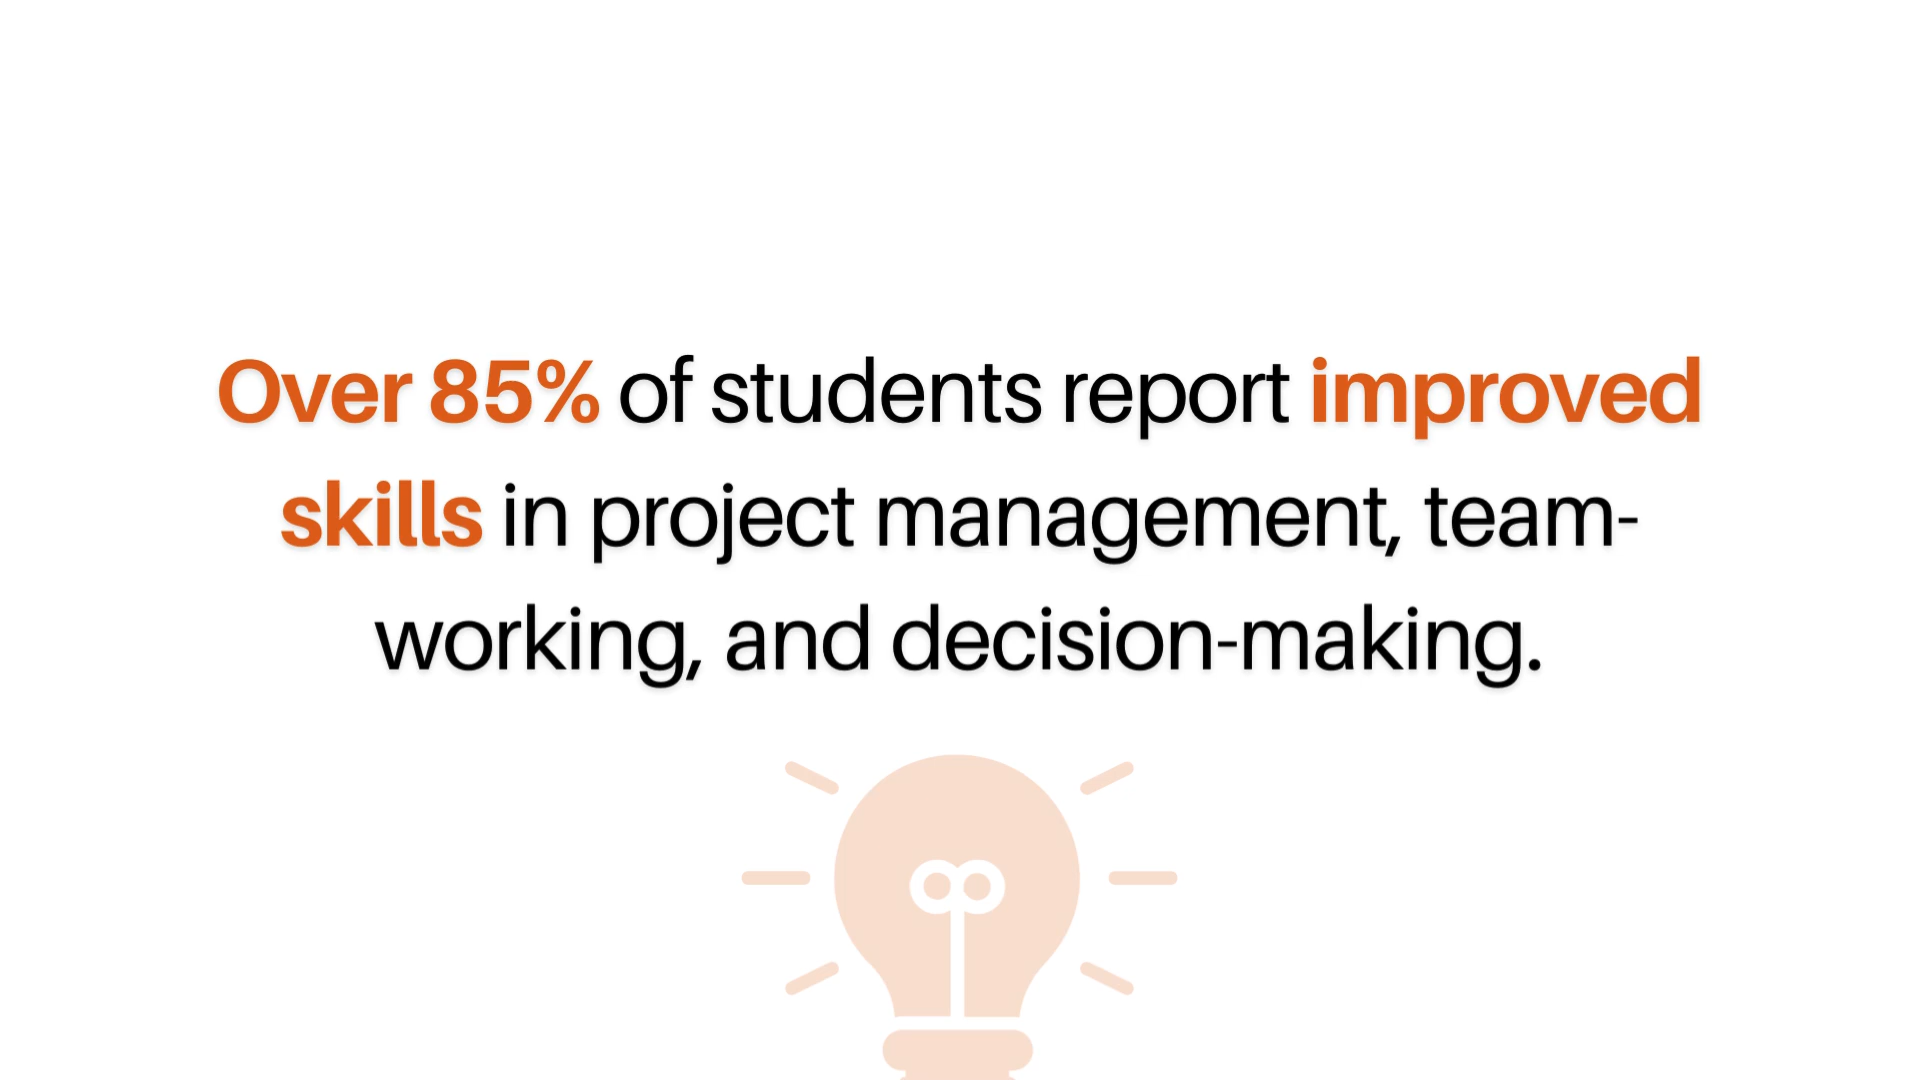 Over 85% of students report improved
skills in project management, team-
working, and decision-making.